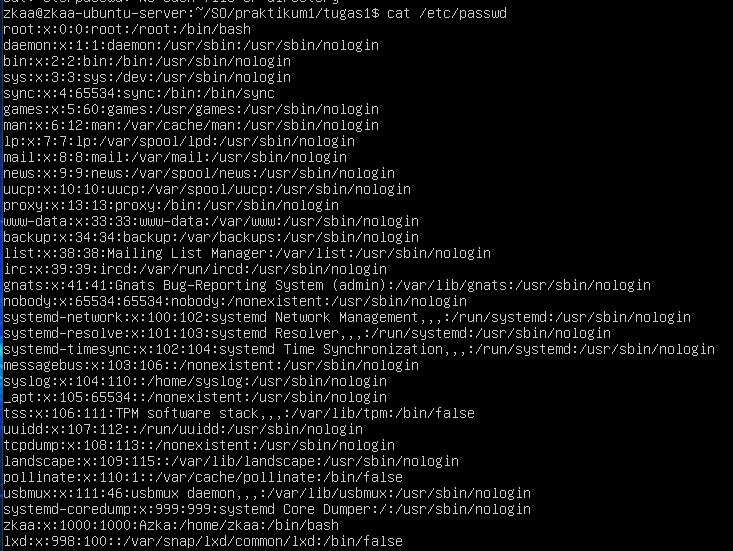 zkaa@zkaa-ubuntu-server:~/SO/praktikum1/tugas1$ cat /etc/passwd
root:x:0:0:root:/root:/bin/bash
daemon:x:1:1:daemon:/usr/sbin:/usr/sbin/nologin
bin:x:2:2:bin:/bin:/usr/sbin/nologin
sys:x:3:3:sys:/dev:/usr/sbin/nologin
sync:x:4:65534:sync:/bin:/bin/sync
games:x:5:60:games:/usr/games:/usr/sbin/nologin
man:x:6:12:man:/var/cache/man:/usr/sbin/nologin
lp:x:7:7:lp:/var/spool/lpd:/usr/sbin/nologin
mail:x:8:8:mail:/var/mail:/usr/sbin/nologin
news:x:9:9:news:/var/spool/news:/usr/sbin/nologin
uucp:x:10:10:uucp:/var/spool/uucp:/usr/sbin/nologin
proxy:x:13:13:proxy:/bin:/usr/sbin/nologin
www-data:x:33:33:www-data:/var/www:/usr/sbin/nologin
backup:x:34:34:backup:/var/backups:/usr/sbin/nologin
list:x:38:38:Mailing List Manager:/var/list:/usr/sbin/nologin
irc:x:39:39:ircd:/var/run/ircd:/usr/sbin/nologin
gnats:x:41:41:Gnats Bug-Reporting System (admin):/var/lib/gnats:/usr/sbin/nologin
nobody:x:65534:65534:nobody:/nonexistent:/usr/sbin/nologin
systemd-network:x:100:102:systemd Network Management,,,:/run/systemd:/usr/sbin/nologin
systemd-resolve:x:101:103:systemd Resolver,,,:/run/systemd:/usr/sbin/nologin
systemd-timesync:x:102:104:systemd Time Synchronization,,,:/run/systemd:/usr/sbin/nologin
messagebus:x:103:106::/nonexistent:/usr/sbin/nologin
syslog:x:104:110::/home/syslog:/usr/sbin/nologin
_apt:x:105:65534::/nonexistent:/usr/sbin/nologin
tss:x:106:111:TPM software stack,,,:/var/lib/tpm:/bin/false
uuidd:x:107:112::/run/uuidd:/usr/sbin/nologin
tcpdump:x:108:113::/nonexistent:/usr/sbin/nologin
landscape:x:109:115::/var/lib/landscape:/usr/sbin/nologin
pollinate:x:110:1::/var/cache/pollinate:/bin/false
usbmux:x:111:46:usbmux daemon,,,:/var/lib/usbmux:/usr/sbin/nologin
systemd-coredump:x:999:999:systemd Core Dumper:/:/usr/sbin/nologin
zkaa:x:1000:1000:Azka:/home/zkaa:/bin/bash
lxd:x:998:100::/var/snap/lxd/common/lxd:/bin/false